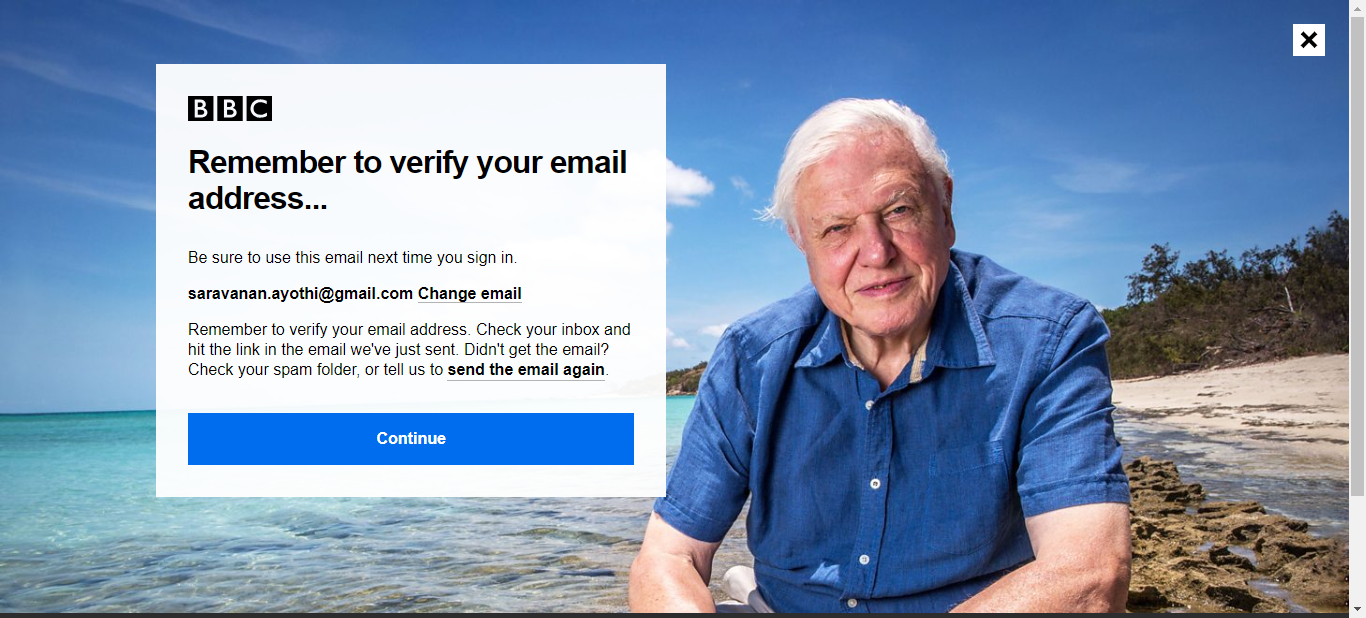 BBC
Remember to verify your email
address...
Be sure to use this email next time you sign in.
saravanan.ayothi@gmail.com Change email
Remember to verify your email address. Check your inbox and
hit the link in the email we've just sent. Didn't get the email?
Check your spam folder, or tell us to send the email again.
Continue